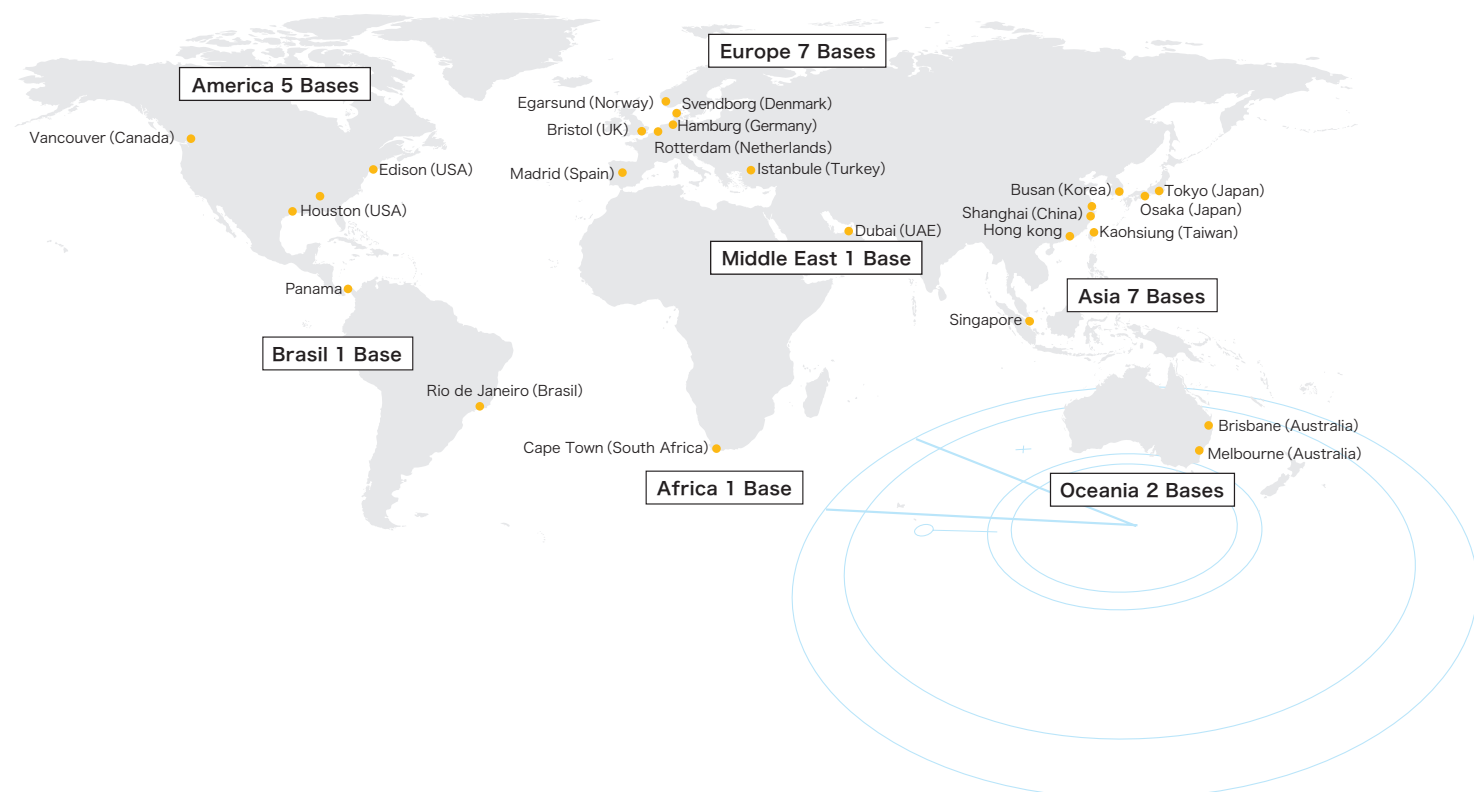 Europe 7 Bases
America 5 Bases
Egarsund (Norway)
Svendborg (Denmark)
Vancouver (Canada)
Bristol (UK)
Hamburg (Germany)
Rotterdam (Netherlands)
Edison (USA)
Madrid (Spain)
Istanbule (Turkey)
Busan (Korea)
Tokyo (Japan)
Houston (USA)
Shanghai (China)
Osaka (Japan)
Hong kong
Kaohsiung (Taiwan)
Dubai (UAE)
Middle East 1 Base
Panama
Asia 7 Bases
Singapore
Brasil 1 Base
Rio de Janeiro (Brasil)
Brisbane (Australia)
Cape Town (South Africa)
Melbourne (Australia)
Africa 1 Base
Oceania 2 Bases